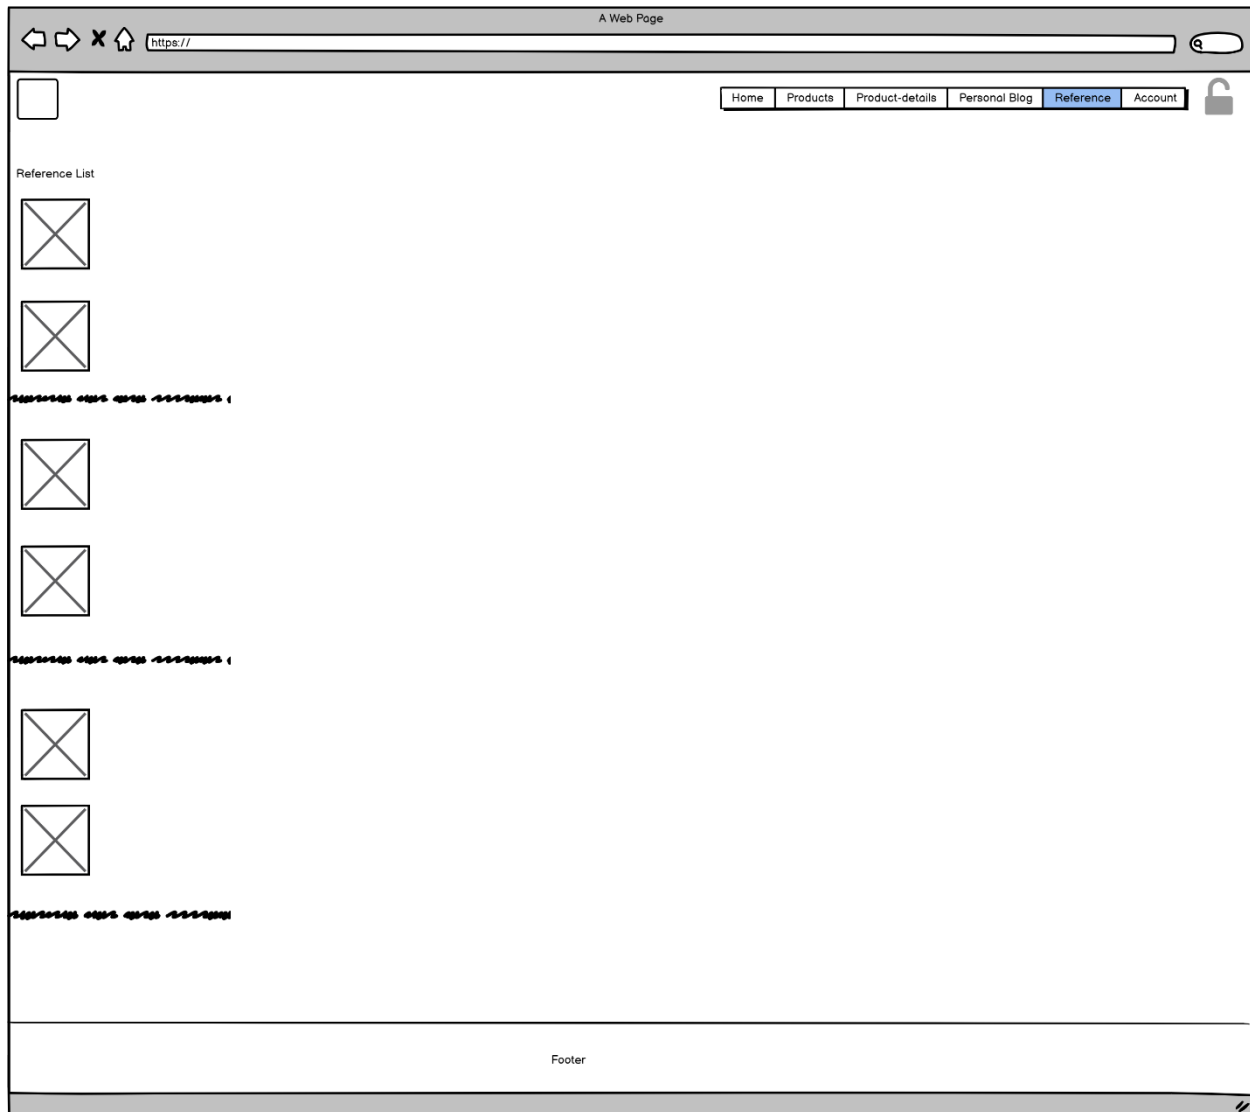 A Web Page
https://
Home Products Product-details Personal Blog Reference Account
Reference List
Footer